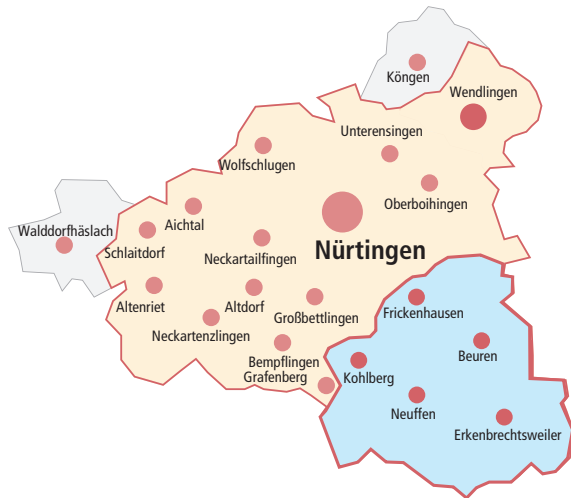 Köngen
Wendlingen
Unterensingen
Wolfschlugen
Oberboihingen
Aichtal
Walddorfhäslach
Schlaitdorf
Neckartailfingen
Nürtingen
Altenriet
Altdorf
Großbettlingen
Frickenhausen
Neckartenzlingen
Bempflingen
Beuren
Grafenberg
Kohlberg
Neuffen
Erkenbrechtsweiler